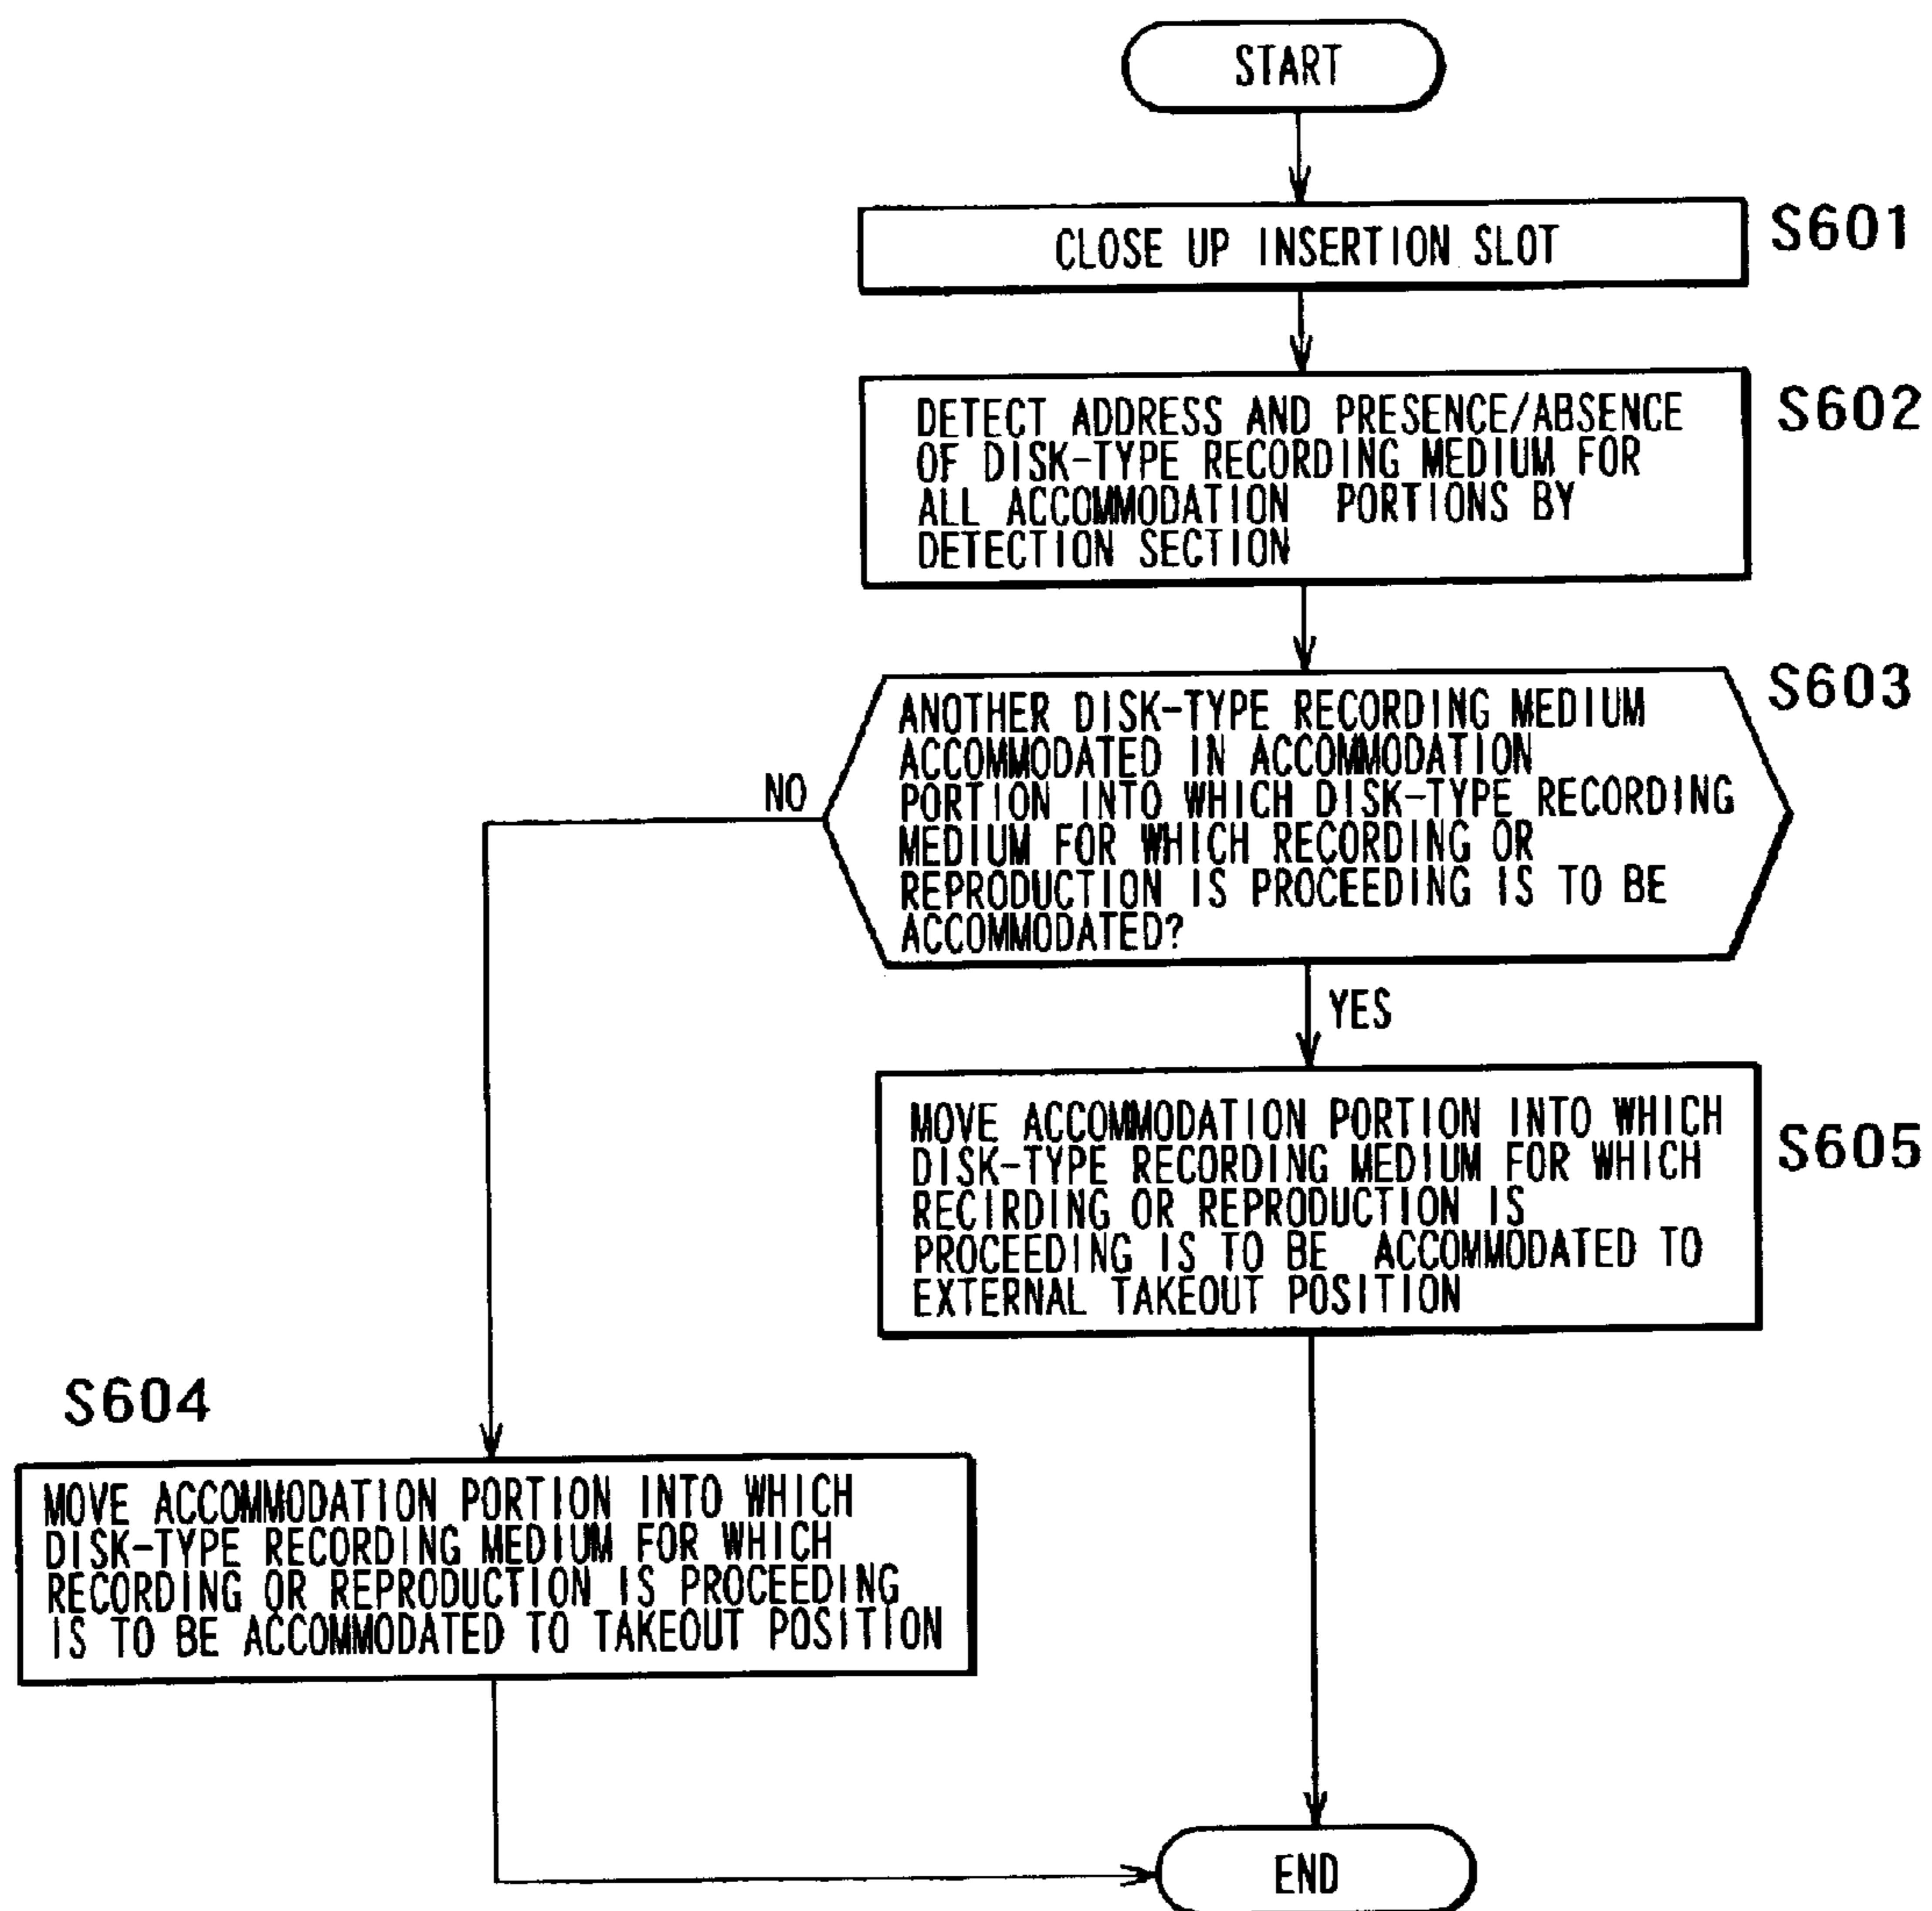 START
CLOSE UP INSERTION SLOT
S601
DETECT ADDRESS AND PRESENCE/ABSENCE
OF DISK-TYPE RECORDING MEDIUM FOR
ALL ACCOMMODATION PORTIONS BY
DETECTION SECTION
S602
ANOTHER DISK-TYPE RECORDING MEDIUM
ACCOMMODATED IN ACCOMMODATION
PORTION INTO WHICH DISK-TYPE RECORDING
MEDIUM FOR WHICH RECORDING OR
REPRODUCTION IS PROCEEDING IS TO BE
ACCOMMODATED?
S603
NO
YES
MOVE ACCOMMODATION PORTION INTO WHICH
DISK-TYPE RECORDING MEDIUM FOR WHICH
RECIRDING OR REPRODUCTION IS
PROCEEDING IS TO BE ACCOMMODATED TO
EXTERNAL TAKEOUT POSITION
S605
S604
MOVE ACCOMMODATION PORTION INTO WHICH
DISK-TYPE RECORDING MEDIUM FOR WHICH
RECORDING OR REPRODUCTION IS PROCEEDING
IS TO BE ACCOMMODATED TO TAKEOUT POSITION
END